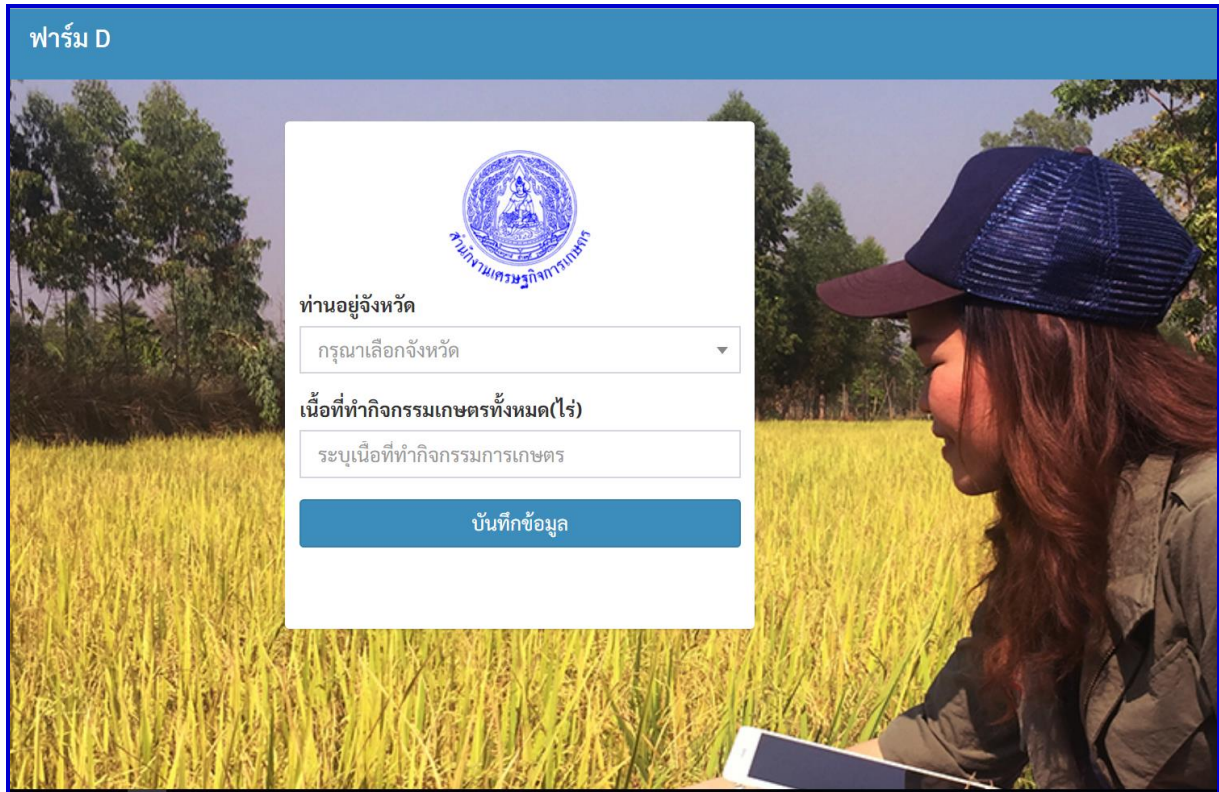 ฟาร์ม D
สำนักงานเศรษฐกิจการเกษตร
ท่านอยู่จังหวัด
กรุณาเลือกจังหวัด
เนื้อที่ทำกิจกรรมเกษตรทั้งหมด(ไร่)
ระบุเนื้อที่ทำกิจกรรมการเกษตร
บันทึกข้อมูล